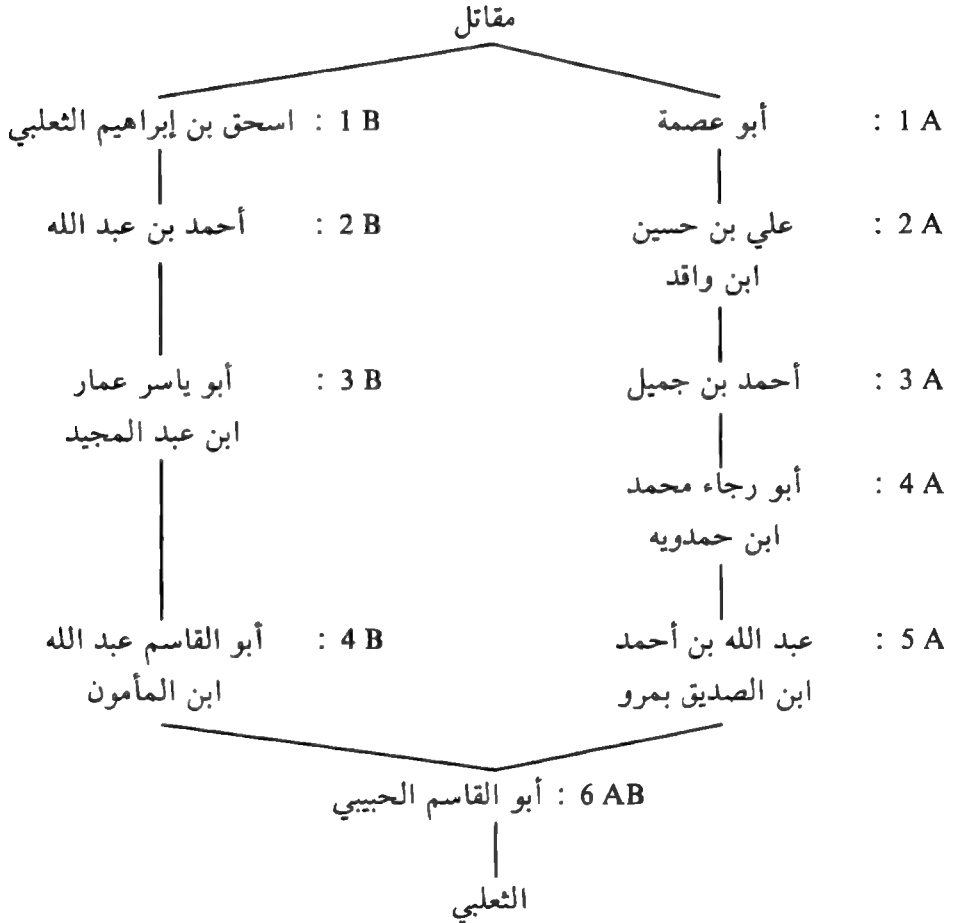 مقاتل
1 A : أبو عصمة
1 B : اسحق بن إبراهيم الثعلبي
2 A : علي بن حسين
ابن واقد
2 B : أحمد بن عبد الله
3 A : أحمد بن جميل
3 B : أبو ياسر عمار
ابن عبد المجيد
4 A : أبو رجاء محمد
ابن حمدويه
5 A : عبد الله بن أحمد
ابن الصديق بمرو
4 B : أبو القاسم عبد الله
ابن المأمون
6 AB : أبو القاسم الحبيبي
الثعلبي